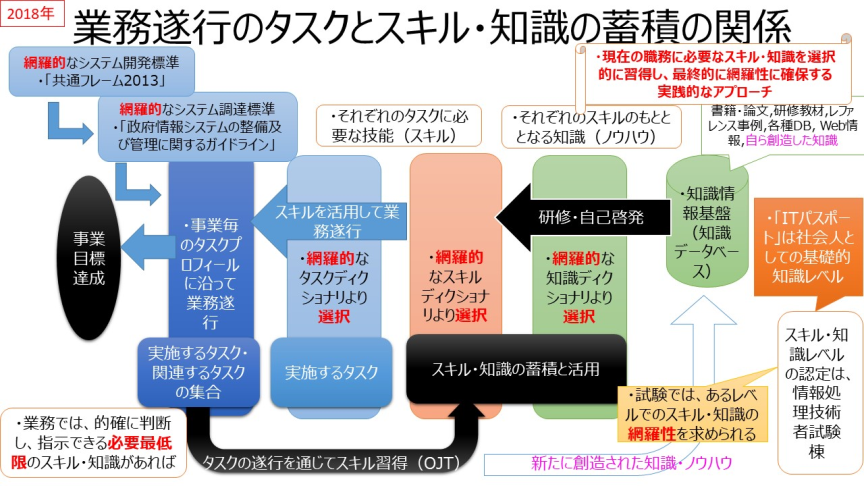 2018年
業務遂行のタスクとスキル・知識の蓄積の関係
網羅的なシステム開発標準
・「共通フレーム2013」
網羅的なシステム調達標準
・「政府情報システムの整備及
び管理に関するガイドライン」
・それぞれのタスクに必
要な技能（スキル）
・それぞれのスキルのもとと
となる知識（ノウハウ）
・現在の職務に必要なスキル・知識を選択
的に習得し、最終的に網羅性に確保する
実践的なアプローチ
書籍・論文,研修教材,レファ
レンス事例,各種DB, Web情
報,自ら創造した知識
事業
目標
達成
・事業毎
のタスクプ
ロフィール
に沿って
業務遂
行
スキルを活用して業
務遂行
・網羅的な
タスクディク
ショナリより
選択
・網羅的
なスキル
ディクショナ
リより選択
研修・自己啓発
・網羅的な
知識ディク
ショナリより
選択
・知識情
報基盤
（知識
データベー
ス）
・「ITパスポー
ト」は社会人と
しての基礎的
知識レベル
実施するタスク・
関連するタスク
の集合
実施するタスク
スキル・知識の蓄積と活用
スキル・知
識レベル
の認定は、
情報処
理技術
者試験
棟
・試験では、あるレベ
ルでのスキル・知識の
網羅性を求められる
・業務では、的確に判断
し、指示できる必要最低
限のスキル・知識があれば
タスクの遂行を通じてスキル習得（OJT）
新たに創造された知識・ノウハウ